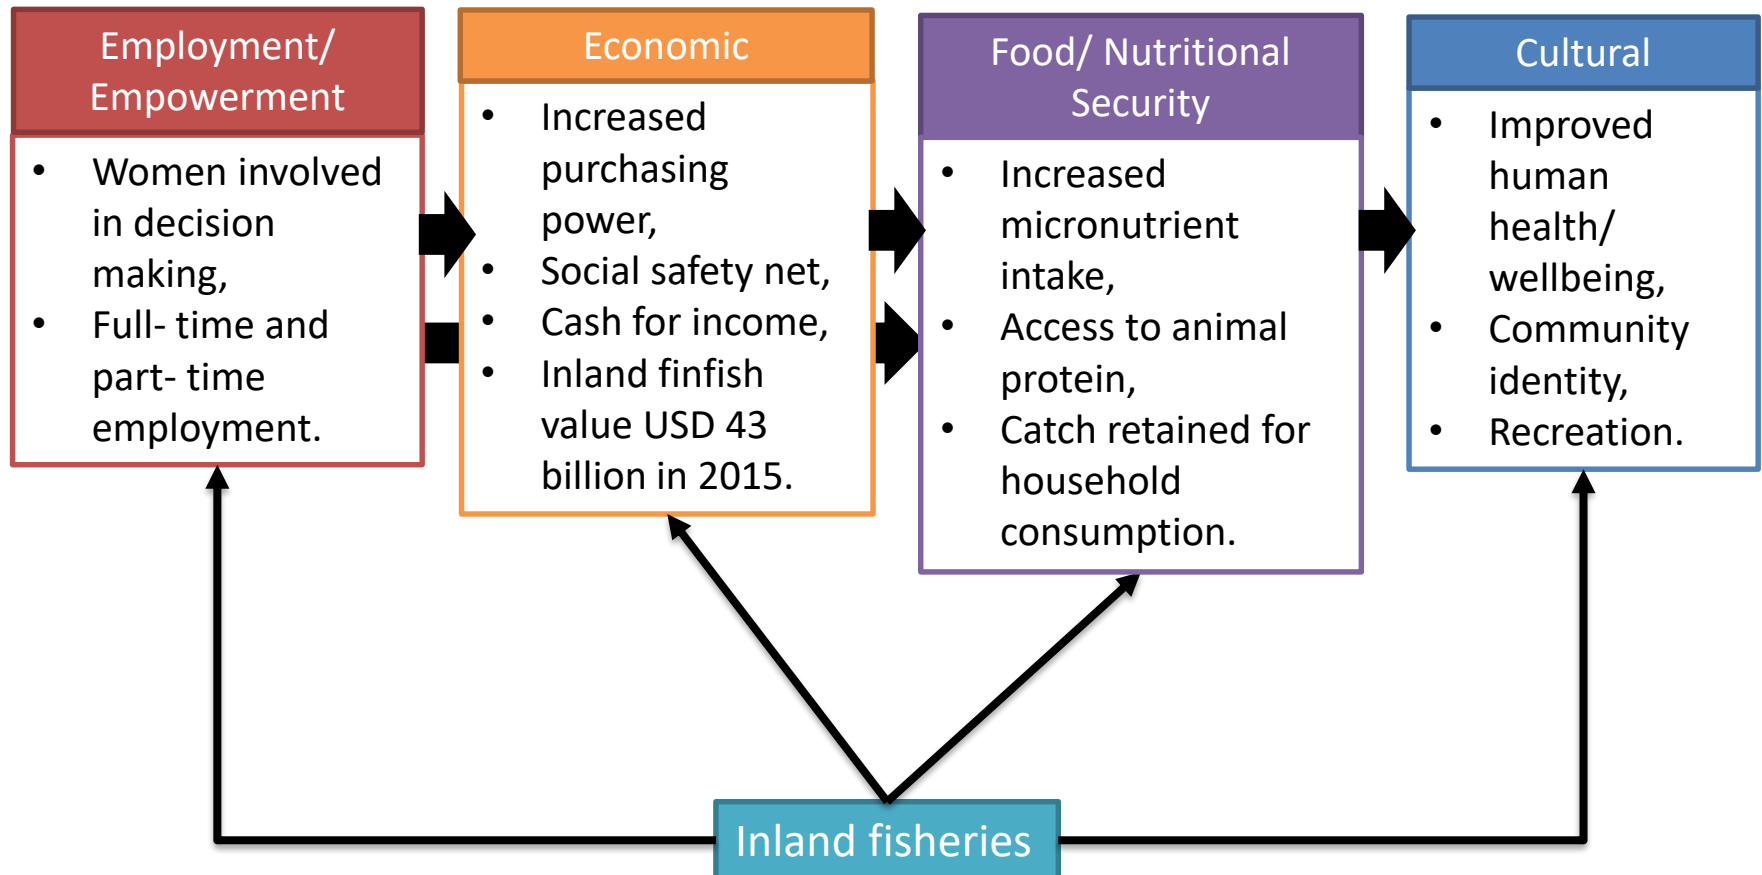 Employment/
Empowerment
• Women involved
in decision
making,
• Full- time and
part- time
employment.
Economic
• Increased
purchasing
power,
• Social safety net,
• Cash for income,
• Inland finfish
value USD 43
billion in 2015.
Food/ Nutritional
Security
• Increased
micronutrient
intake,
• Access to animal
protein,
• Catch retained for
household
consumption.
Cultural
• Improved
human
health/
wellbeing,
• Community
identity,
• Recreation.
Inland fisheries